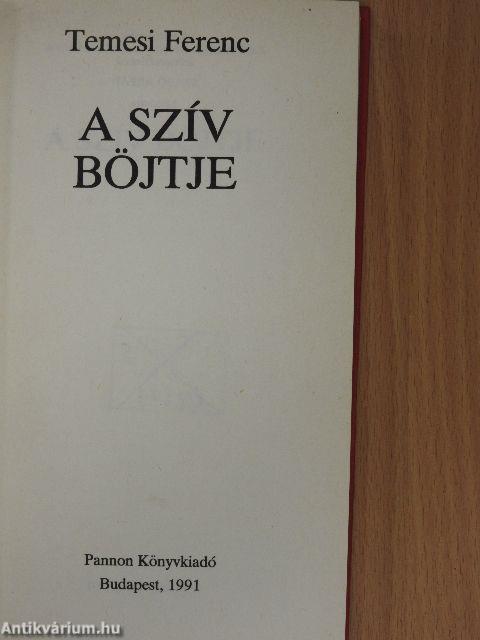 Temesi Ferenc
A SZÍV
BÖJTJE
Pannon Könyvkiadó
Budapest, 1991
Antikvárium.hu